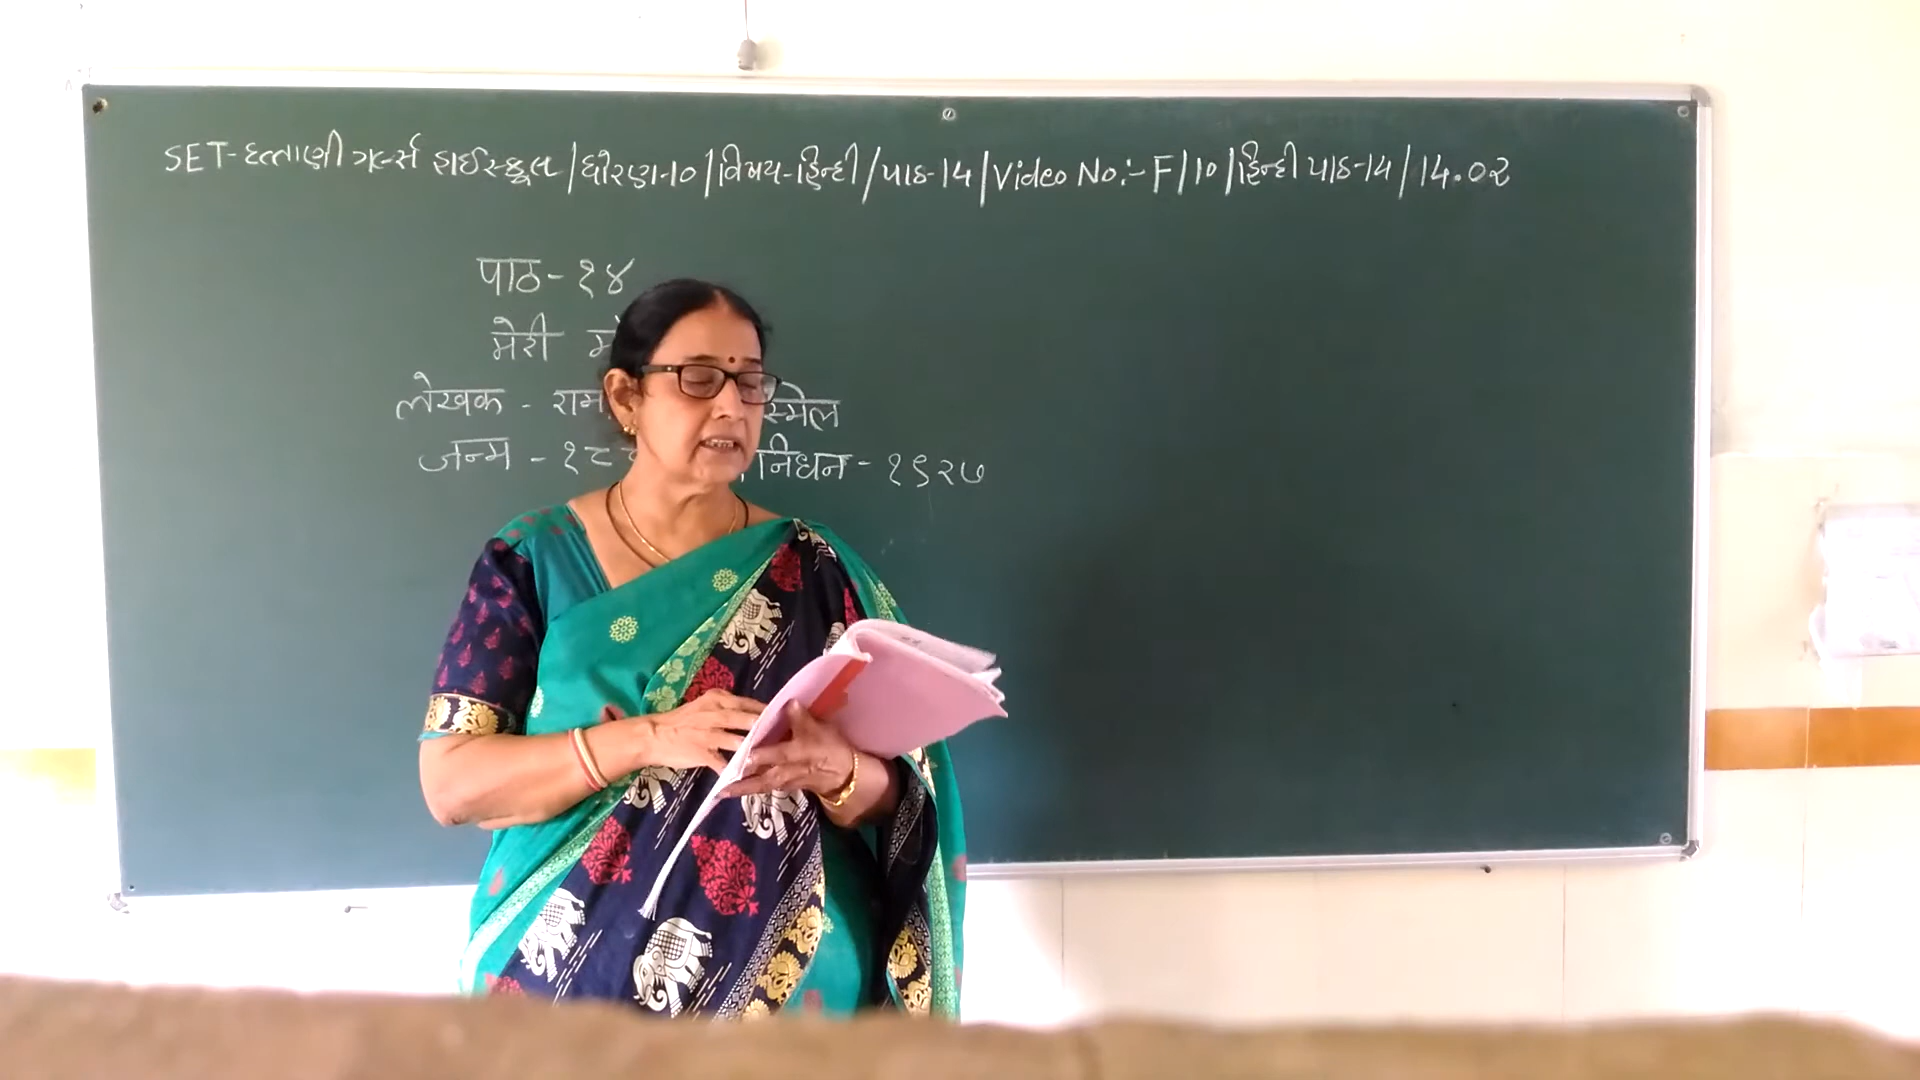 SET-દત્તાણી ગર્લ્સ હાઈસ્કૂલ/ધોરણ-10/વિષય-હિન્દી/પાઠ-14/Video No.:- F/10/હિન્દી પાઠ-14/14.02
पाठ-१४
मेरी
लेखक - राम स्मिल
जन्म - निधन - १९२७